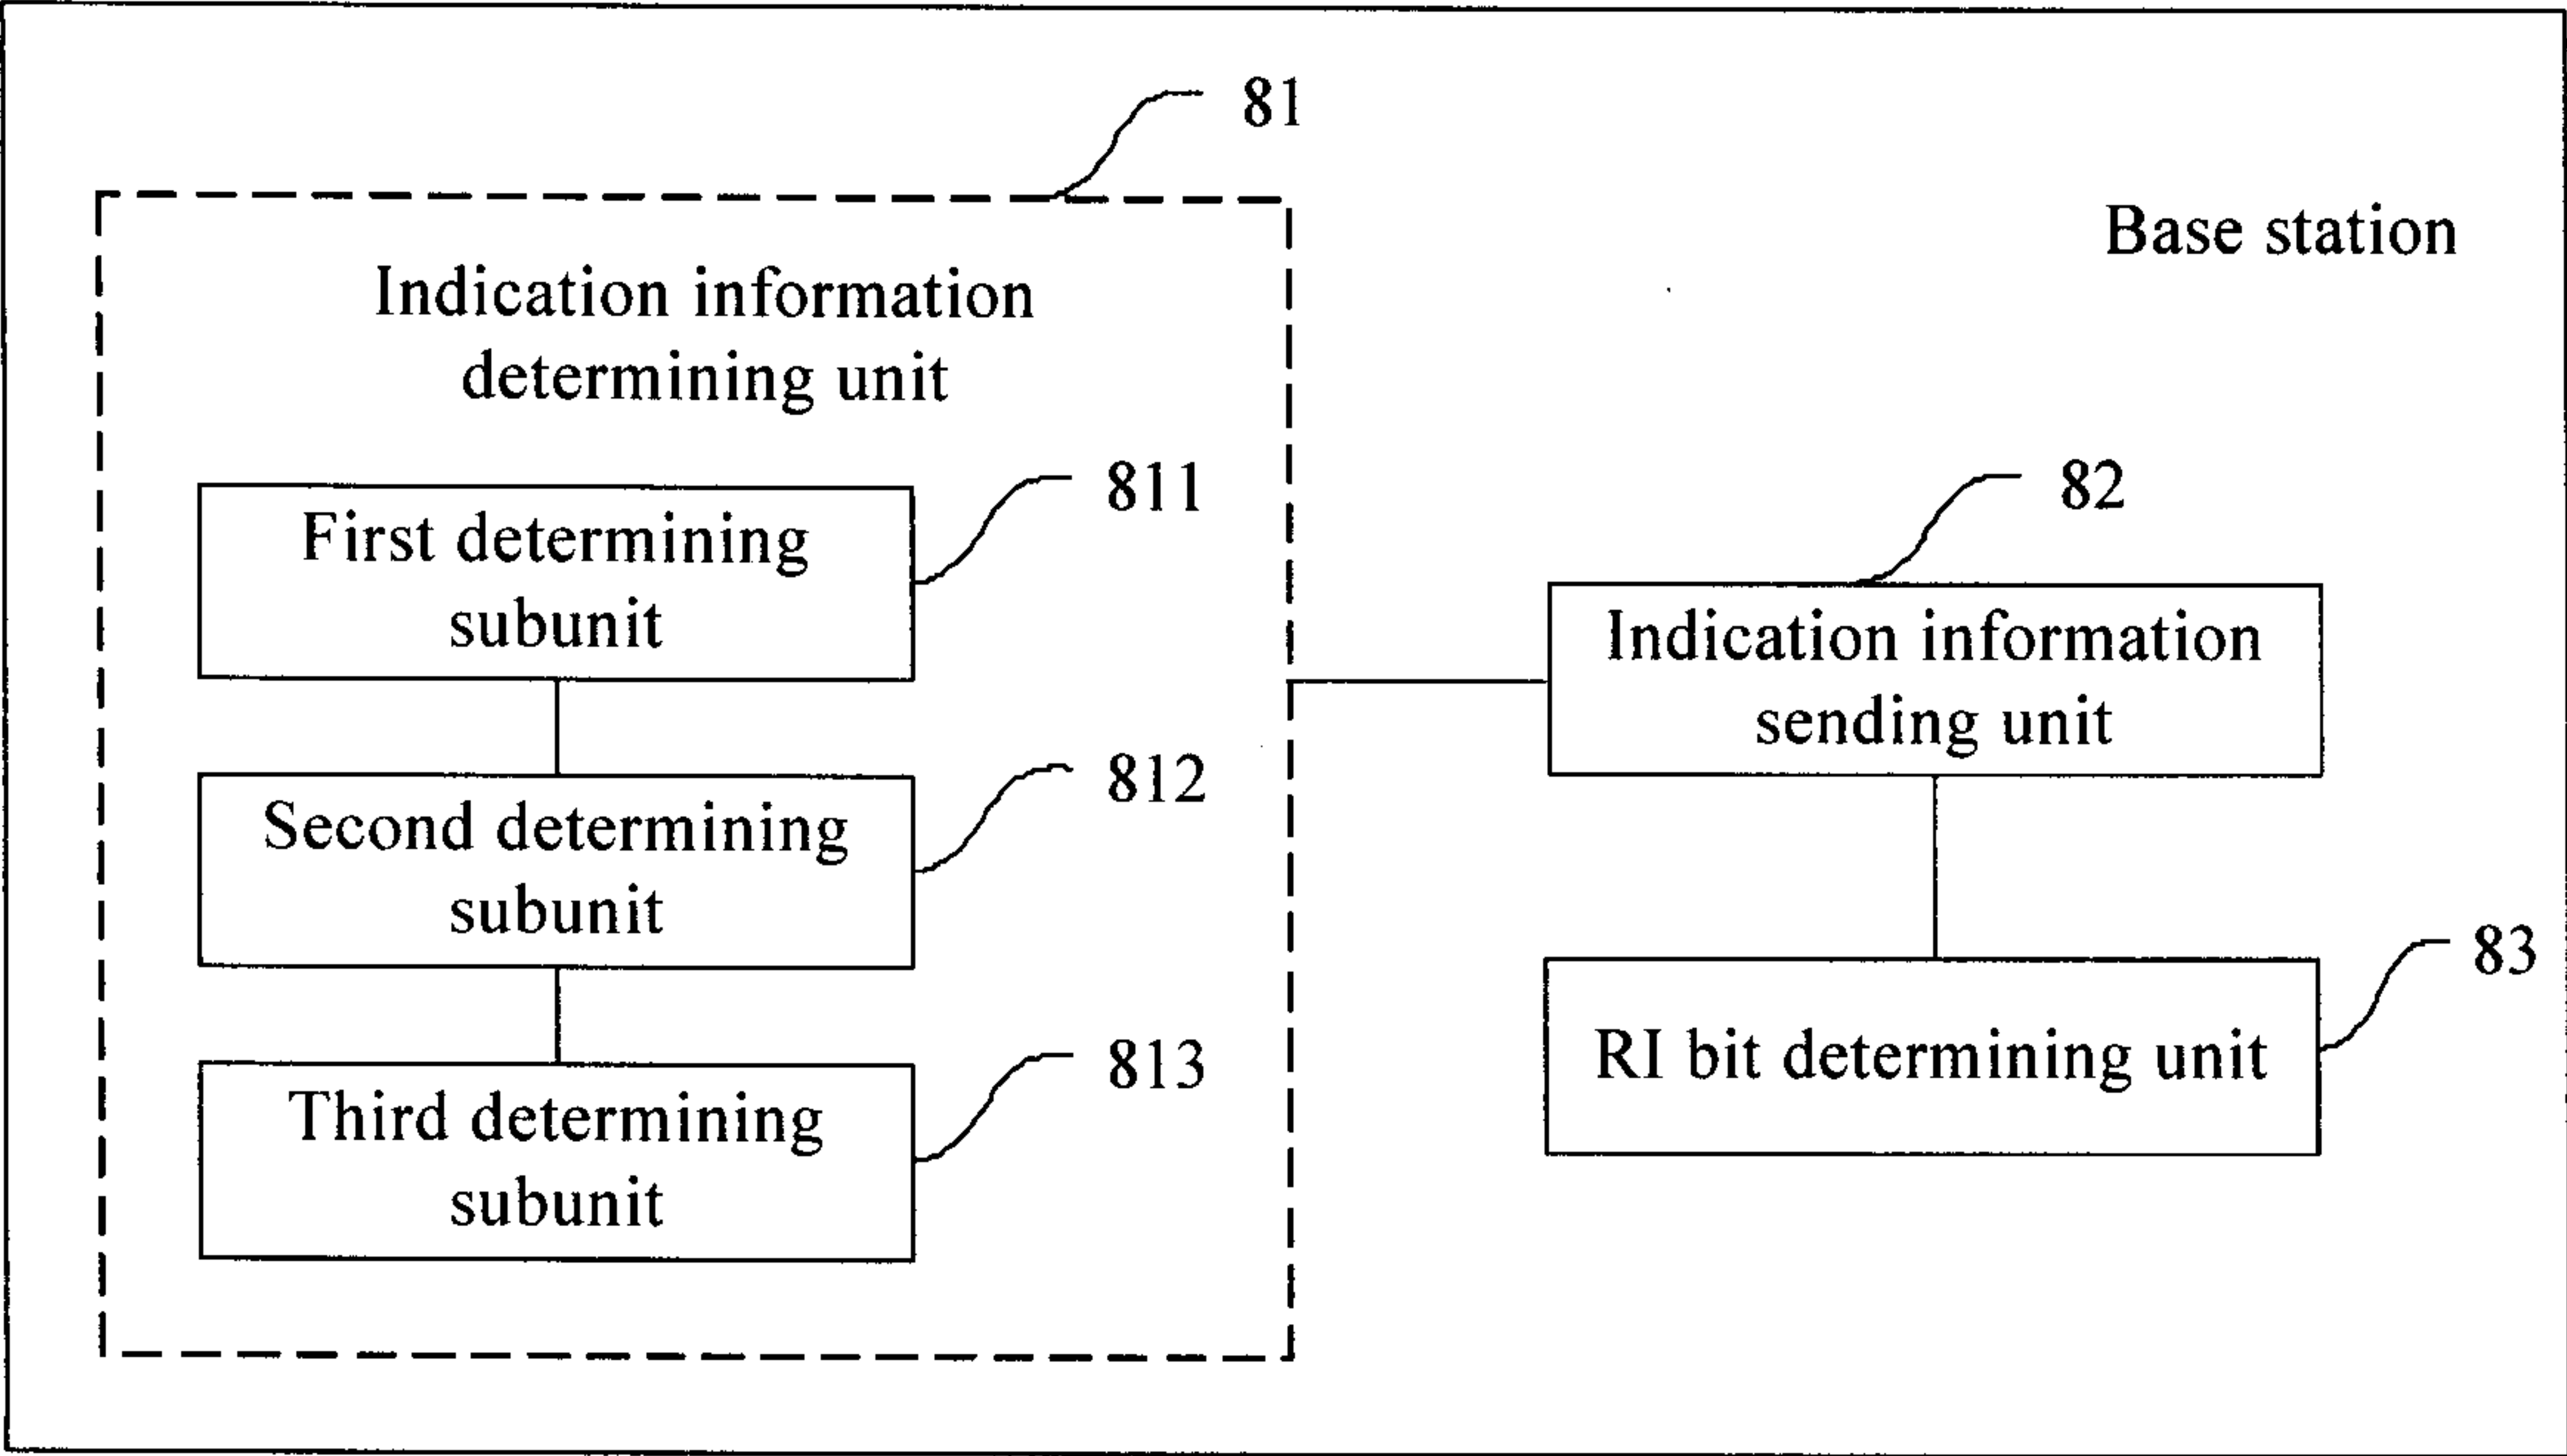 81
Base station
Indication information
determining unit
811
First determining
subunit
82
Indication information
sending unit
812
Second determining
subunit
83
RI bit determining unit
813
Third determining
subunit